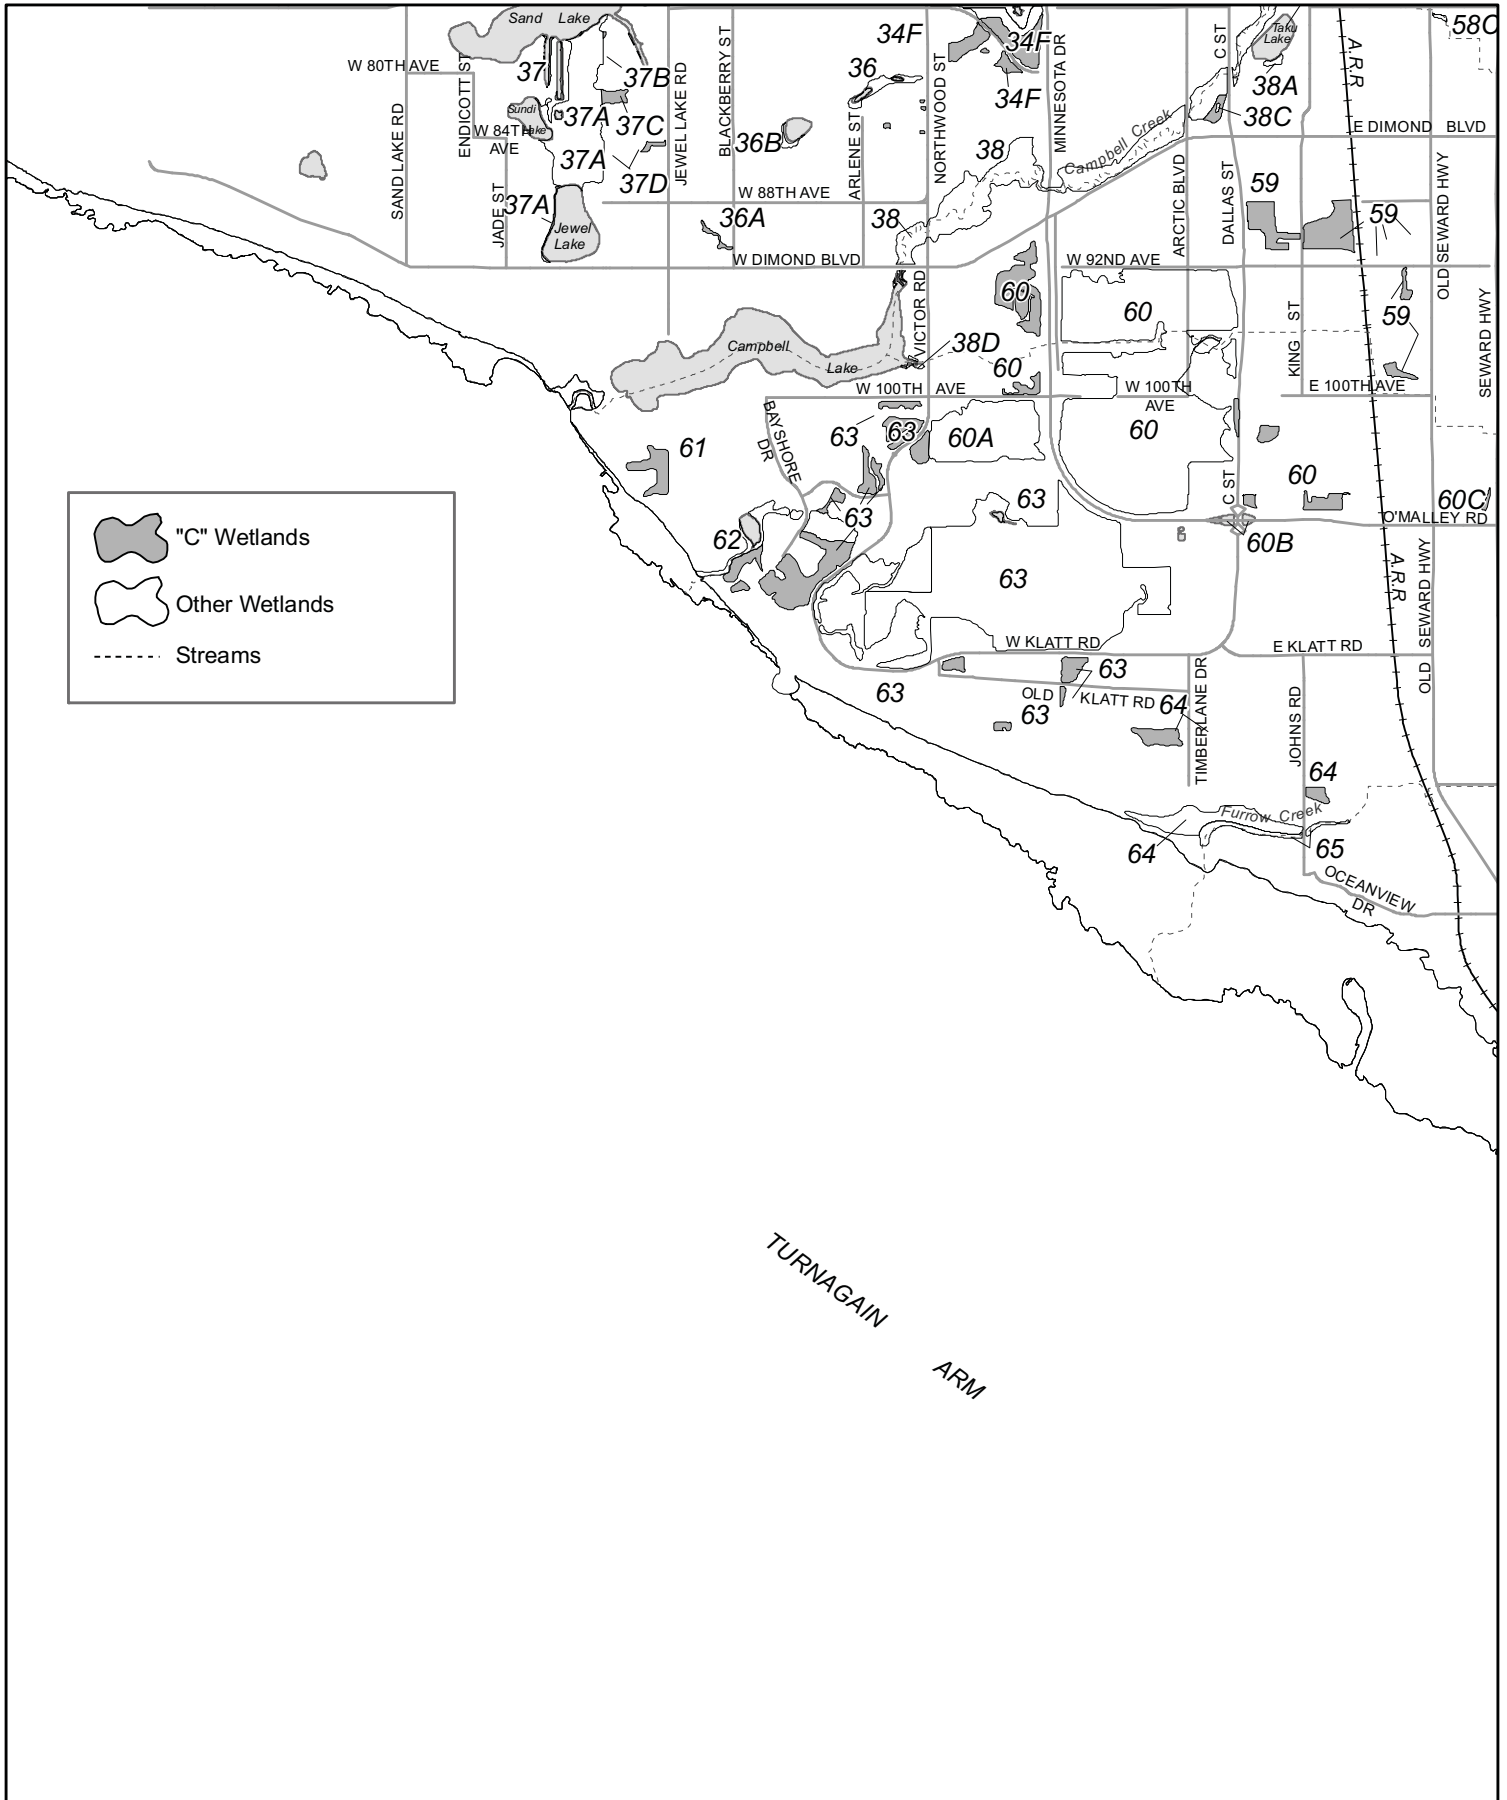 Sand Lake
34F
34F
58C
Taku
Lake
W 80TH AVE
37
37B
36
34F
38A
ENDICOTT ST
BLACKBERRY ST
NORTHWOOD ST
MINNESOTA DR
C ST
A.R.R
SAND LAKE RD
JEWEL LAKE RD
Sundi
Lake
37A
37C
38C
W 84TH
AVE
36B
ARLENE ST
38
Campbell Creek
E DIMOND BLVD
37A
37D
W 88TH AVE
ARCTIC BLVD
DALLAS ST
59
OLD SEWARD HWY
JADE ST
37A
Jewel
Lake
36A
38
59
W DIMOND BLVD
W 92ND AVE
60
60
59
VICTOR RD
KING ST
SEWARD HWY
Campbell
Lake
38D
60
W 100TH AVE
W 100TH
AVE
E 100TH AVE
BAYSHORE
DR
61
63
63
60A
60
60
C ST
63
63
60C
O'MALLEY RD
62
60B
"C" Wetlands
Other Wetlands
Streams
63
A.R.R
OLD SEWARD HWY
W KLATT RD
E KLATT RD
63
63
OLD KLATT RD
63
64
TIMBERLANE DR
JOHNS RD
64
Furrow Creek
64
65
OCEANVIEW
DR
TURNAGAIN
ARM